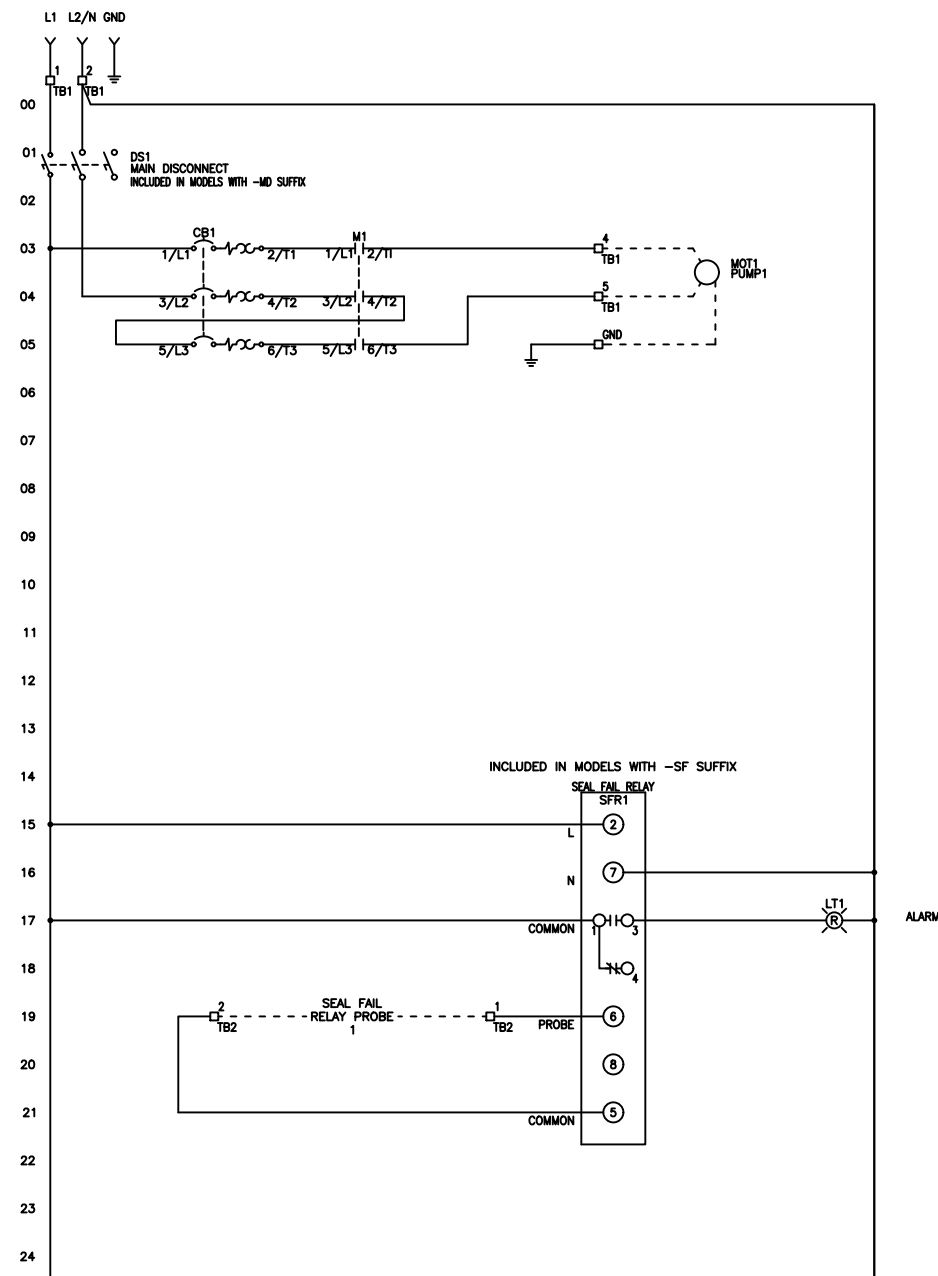 L1 L2/N GND
1 2
TB1 TB1
00
01 DS1
MAIN DISCONNECT
INCLUDED IN MODELS WITH -MD SUFFIX
02
CB1 M1 4
03 1/L1 2/T1 1/L1 2/T1 TB1
MOT1
PUMP1
5
04 3/L2 4/T2 3/L2 4/T2 TB1
GND
05 5/L3 6/T3 5/L3 6/T3
06
07
08
09
10
11
12
13
INCLUDED IN MODELS WITH -SF SUFFIX
14
SEAL FAIL RELAY
SFR1
15 L 2
16 N 7
LT1
17 COMMON 1 3 R ALARM
18 4
2 SEAL FAIL 1
19 TB2 RELAY PROBE TB2 PROBE 6
1
20 8
21 COMMON 5
22
23
24